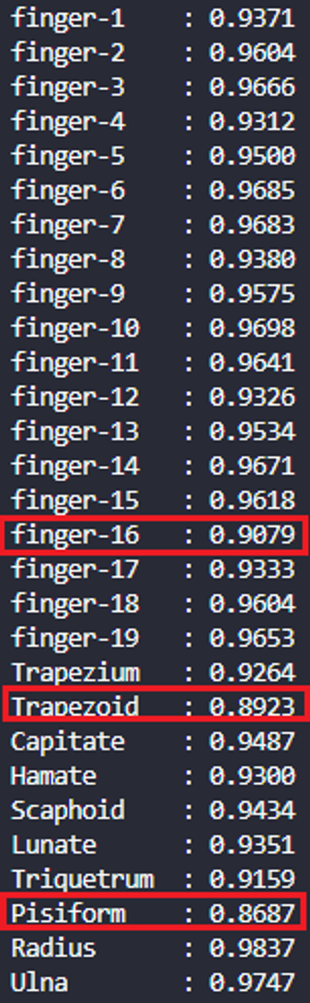 finger-1 : 0.9371
finger-2 : 0.9604
finger-3 : 0.9666
finger-4 : 0.9312
finger-5 : 0.9500
finger-6 : 0.9685
finger-7 : 0.9683
finger-8 : 0.9380
finger-9 : 0.9575
finger-10 : 0.9698
finger-11 : 0.9641
finger-12 : 0.9326
finger-13 : 0.9534
finger-14 : 0.9671
finger-15 : 0.9618
finger-16 : 0.9079
finger-17 : 0.9333
finger-18 : 0.9604
finger-19 : 0.9653
Trapezium : 0.9264
Trapezoid : 0.8923
Capitate : 0.9487
Hamate : 0.9300
Scaphoid : 0.9434
Lunate : 0.9351
Triquetrum : 0.9159
Pisiform : 0.8687
Radius : 0.9837
Ulna : 0.9747